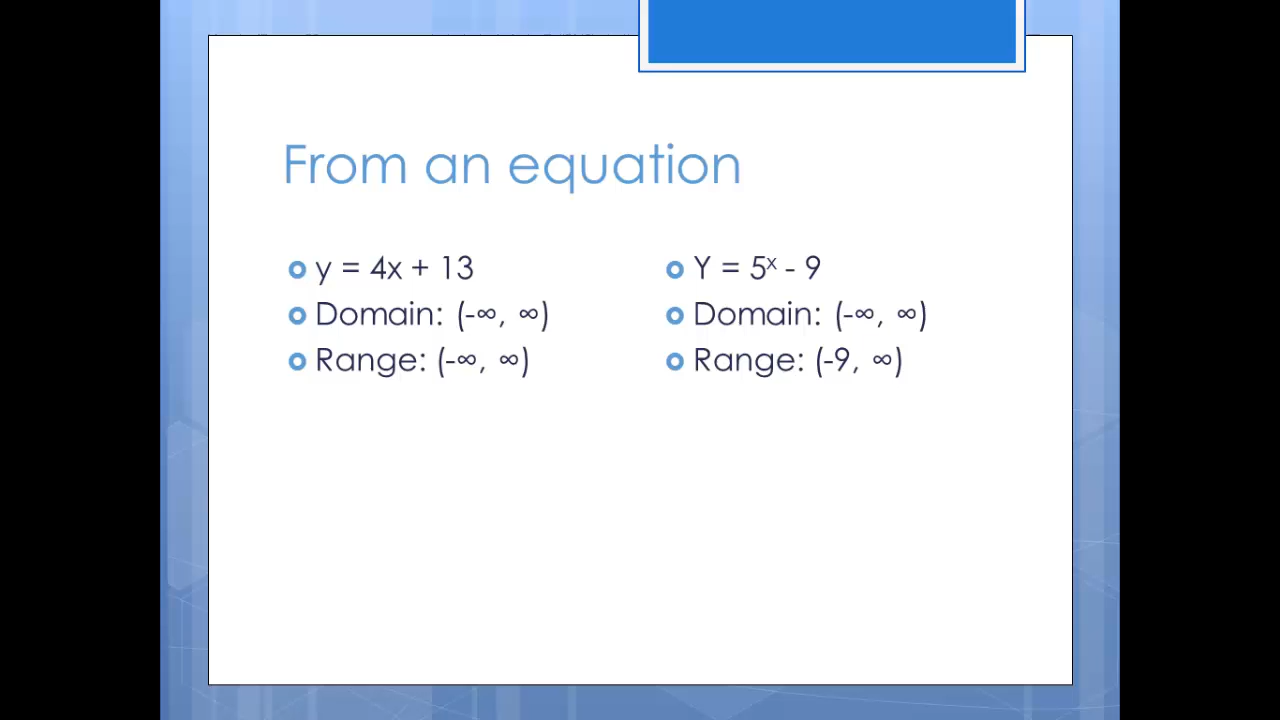 From an equation
y = 4x + 13
Domain: (-∞, ∞)
Range: (-∞, ∞)
Y = 5ˣ - 9
Domain: (-∞, ∞)
Range: (-9, ∞)